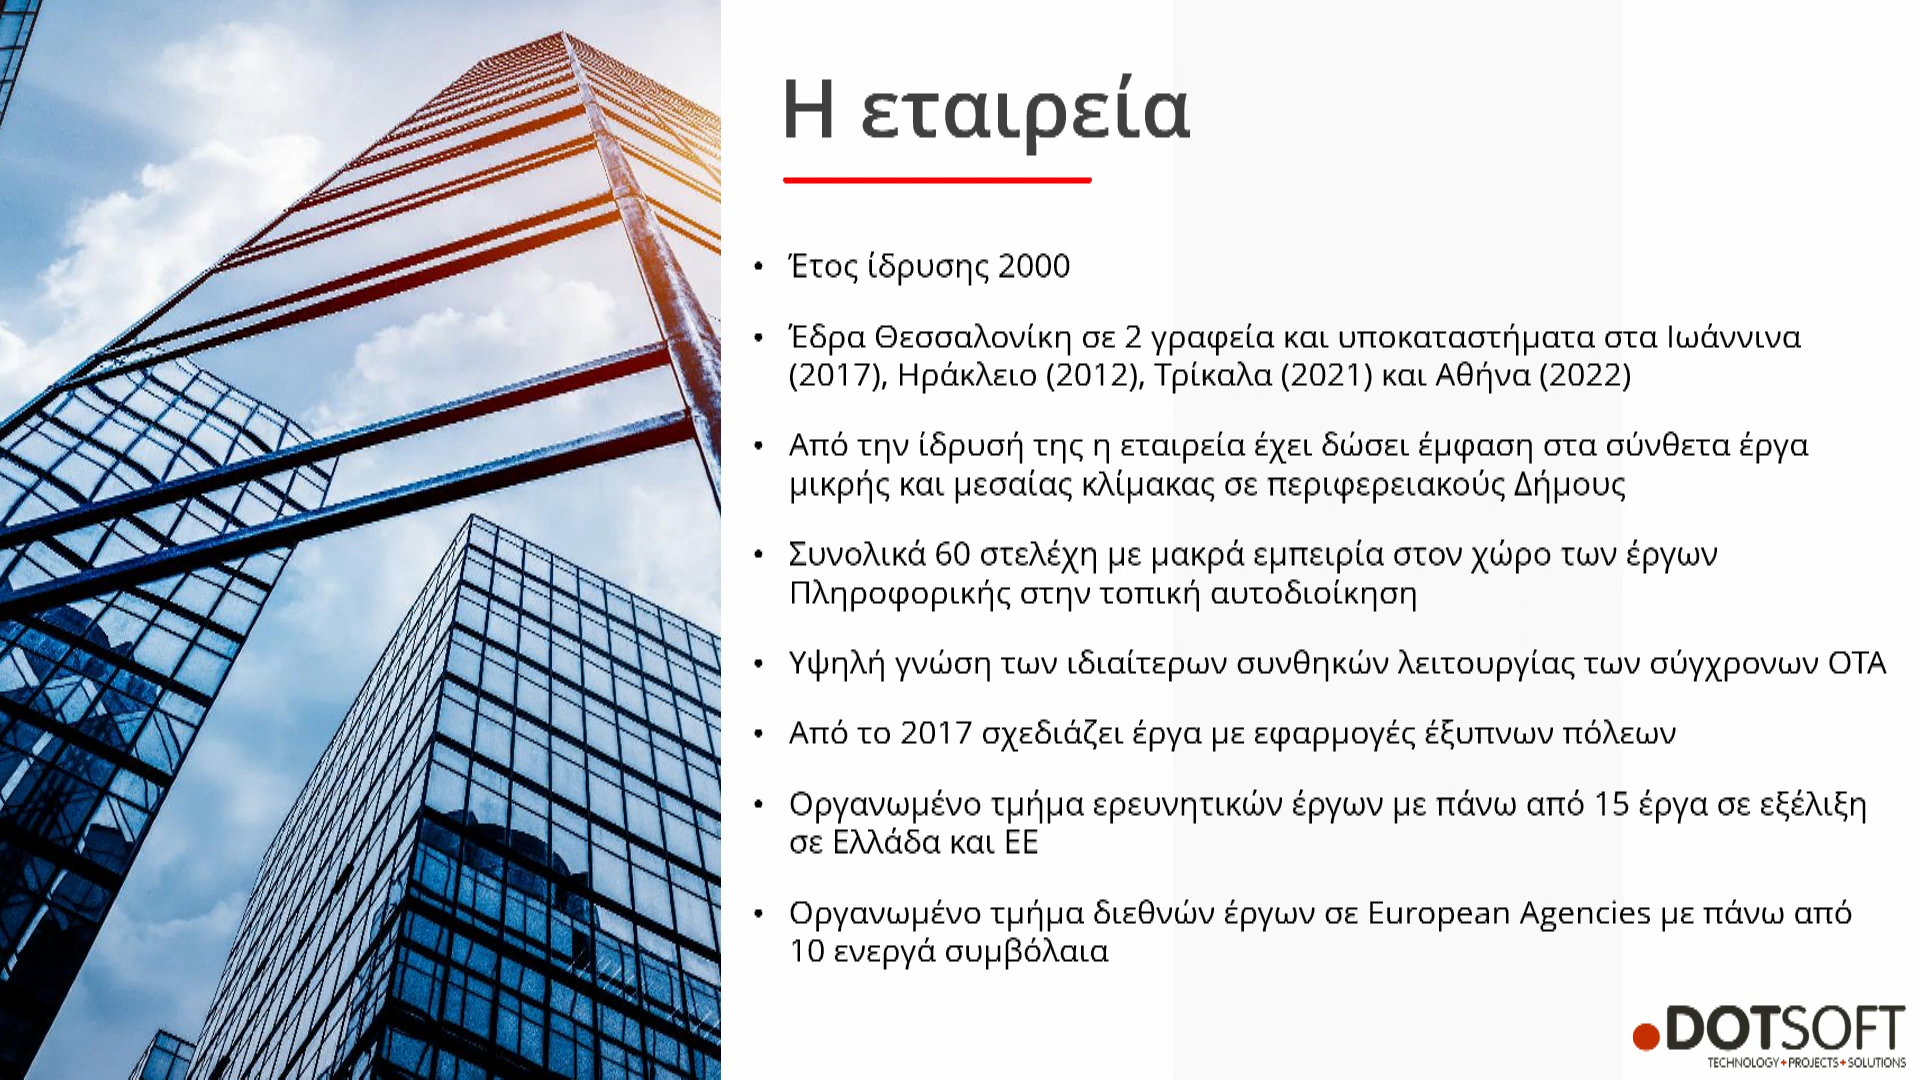 Η εταιρεία
• Έτος ίδρυσης 2000
• Έδρα Θεσσαλονίκη σε 2 γραφεία και υποκαταστήματα στα Ιωάννινα
(2017), Ηράκλειο (2012), Τρίκαλα (2021) και Αθήνα (2022)
• Από την ίδρυσή της η εταιρεία έχει δώσει έμφαση στα σύνθετα έργα
μικρής και μεσαίας κλίμακας σε περιφερειακούς Δήμους
• Συνολικά 60 στελέχη με μακρά εμπειρία στον χώρο των έργων
Πληροφορικής στην τοπική αυτοδιοίκηση
• Υψηλή γνώση των ιδιαίτερων συνθηκών λειτουργίας των σύγχρονων ΟΤΑ
• Από το 2017 σχεδιάζει έργα με εφαρμογές έξυπνων πόλεων
• Οργανωμένο τμήμα ερευνητικών έργων με πάνω από 15 έργα σε εξέλιξη
σε Ελλάδα και ΕΕ
• Οργανωμένο τμήμα διεθνών έργων σε European Agencies με πάνω από
10 ενεργά συμβόλαια
DOTSOFT
TECHNOLOGY+PROJECTS+SOLUTIONS